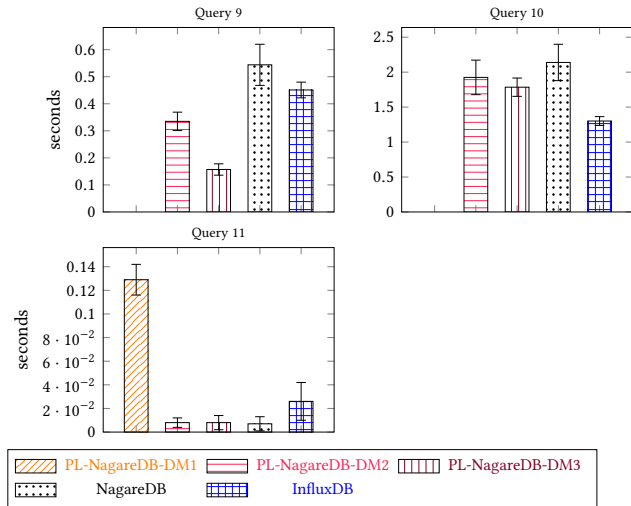 Query 9
seconds
0.6
0.5
0.4
0.3
0.2
0.1
0
Query 10
2.5
2
1.5
1
0.5
0
Query 11
seconds
0.14
0.12
0.1
8 · 10⁻²
6 · 10⁻²
4 · 10⁻²
2 · 10⁻²
0
PL-NagareDB-DM1 PL-NagareDB-DM2 PL-NagareDB-DM3
NagareDB InfluxDB